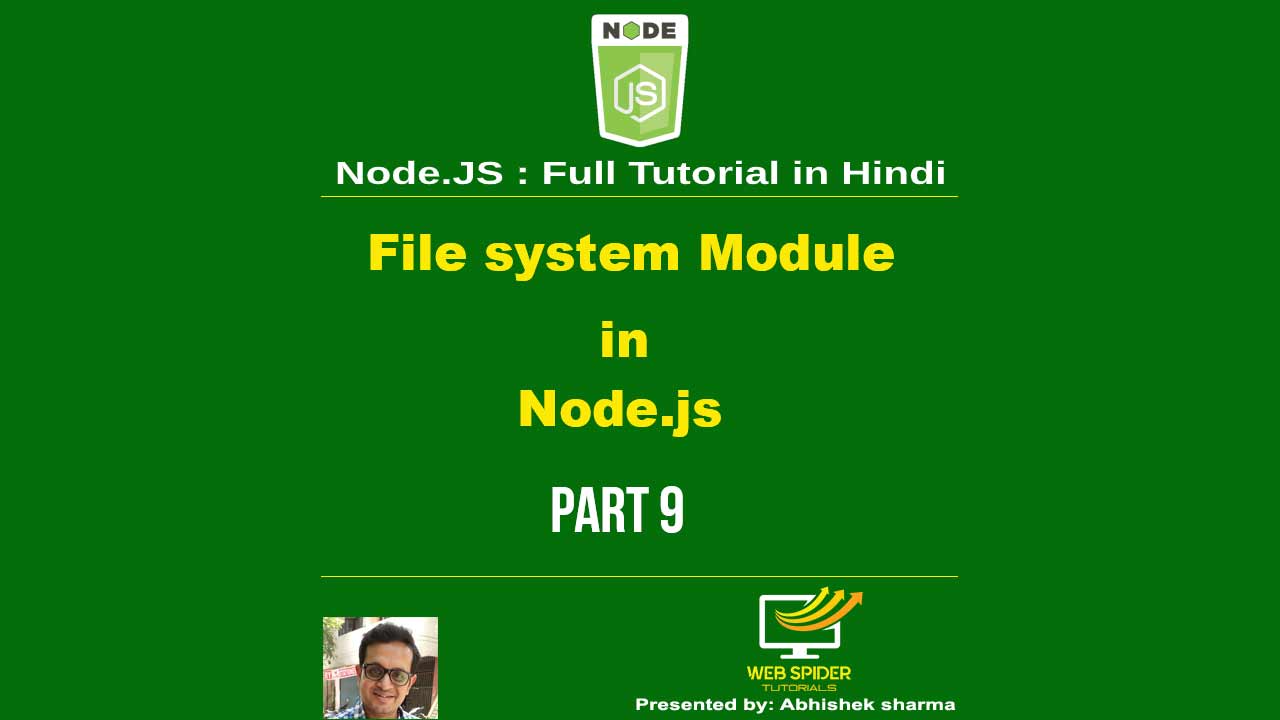 NODE
JS
Node.JS : Full Tutorial in Hindi
File system Module
in
Node.js
PART 9
WEB SPIDER
TUTORIALS
Presented by: Abhishek sharma